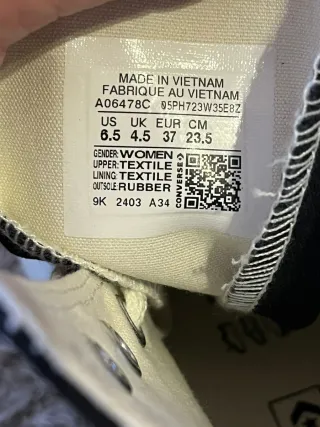 MADE IN VIETNAM
FABRIQUE AU VIETNAM
A06478C 05PH723W35E8Z
US UK EUR CM
6.5 4.5 37 23.5
GENDER: WOMEN
UPPER: TEXTILE
LINING: TEXTILE
OUTSOLE: RUBBER
CONVERSE
9K 2403 A34